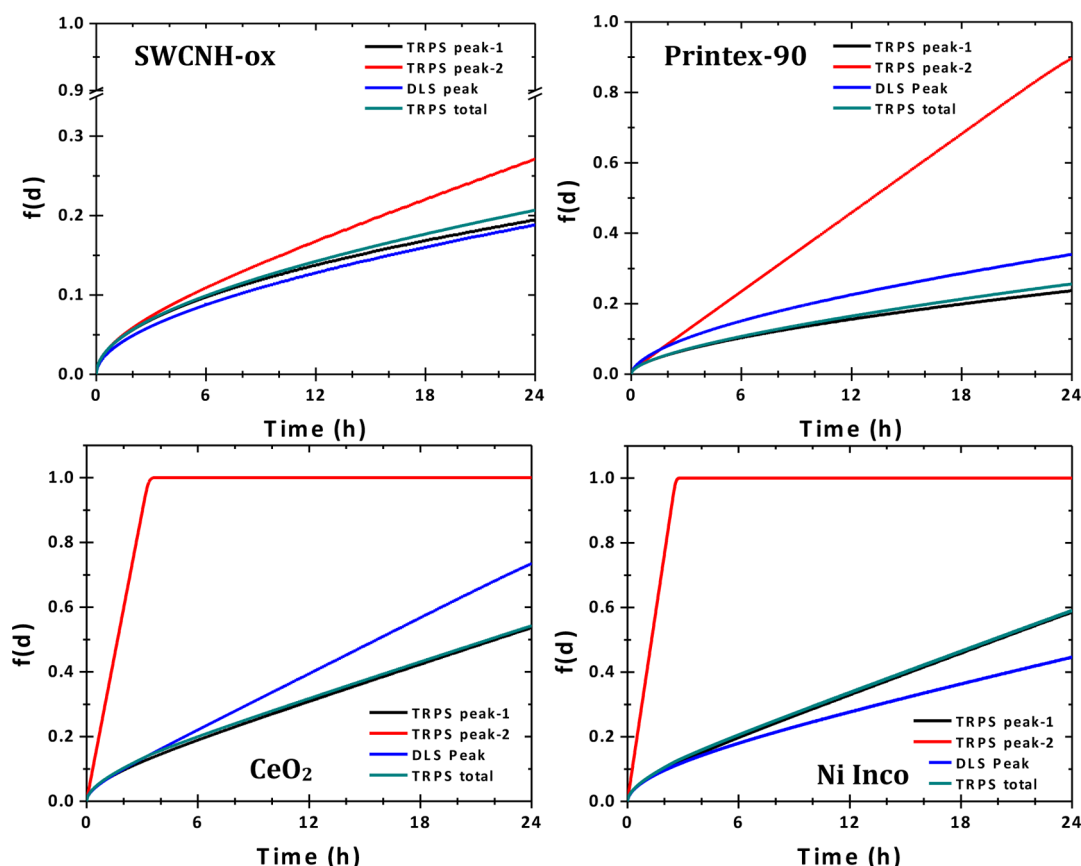 SWCNH-ox
TRPS peak-1
TRPS peak-2
DLS Peak
TRPS total
1.0
0.9
0.3
0.2
0.1
0.0
f(d)
0
6
12
18
24
Time (h)
Printex-90
TRPS peak-1
TRPS peak-2
DLS Peak
TRPS total
1.0
0.8
0.6
0.4
0.2
0.0
f(d)
0
6
12
18
24
Time (h)
1.0
0.8
0.6
0.4
0.2
0.0
f(d)
TRPS peak-1
TRPS peak-2
DLS Peak
TRPS total
CeO₂
0
6
12
18
24
Time (h)
1.0
0.8
0.6
0.4
0.2
0.0
f(d)
TRPS peak-1
TRPS peak-2
DLS Peak
TRPS total
Ni Inco
0
6
12
18
24
Time (h)